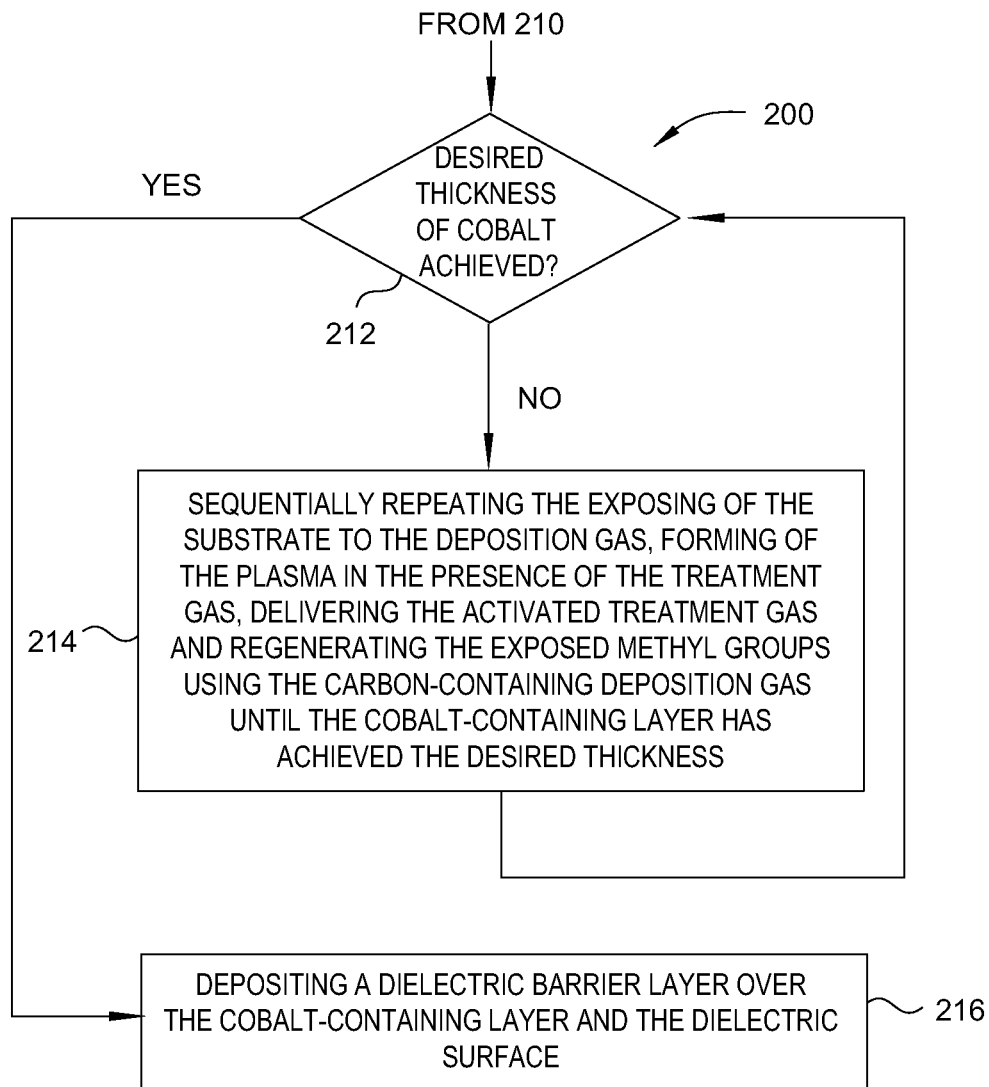 FROM 210
200
DESIRED
THICKNESS
OF COBALT
ACHIEVED?
YES
212
NO
SEQUENTIALLY REPEATING THE EXPOSING OF THE
SUBSTRATE TO THE DEPOSITION GAS, FORMING OF
THE PLASMA IN THE PRESENCE OF THE TREATMENT
GAS, DELIVERING THE ACTIVATED TREATMENT GAS
AND REGENERATING THE EXPOSED METHYL GROUPS
USING THE CARBON-CONTAINING DEPOSITION GAS
UNTIL THE COBALT-CONTAINING LAYER HAS
ACHIEVED THE DESIRED THICKNESS
214
DEPOSITING A DIELECTRIC BARRIER LAYER OVER
THE COBALT-CONTAINING LAYER AND THE DIELECTRIC
SURFACE
216